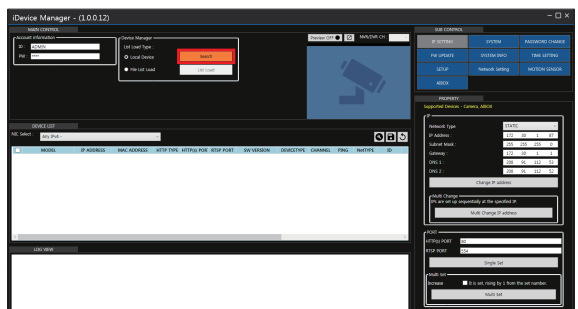 iDevice Manager - (1.0.0.12)
MAIN CONTROL
Account Information
ID : ADMIN
PW : ****
Device Manager
List Load Type :
Local Device
Search
File List Load
List Load
Preview OFF
NVR/DVR CH :
DEVICE LIST
NIC Select : Any IPv4 -
MODEL IP ADDRESS MAC ADDRESS HTTP TYPE HTTP(s) POR RTSP PORT SW VERSION DEVICETYPE CHANNEL PING NetTYPE ID
LOG VIEW
SUB CONTROL
IP SETTING SYSTEM PASSWORD CHANGE
FW UPDATE SYSTEM INFO TIME SETTING
SETUP Network Setting MOTION SENSOR
AIBOX
PROPERTY
Supported Devices - Camera, AIBOX
IP
Network Type STATIC
IP Address : 172 30 1 97
Subnet Mask : 255 255 255 0
Gateway : 172 30 1 1
DNS 1 : 208 91 112 53
DNS 2 : 208 91 112 52
Change IP address
Multi Change
IPs are set up sequentially at the specified IP.
Multi Change IP address
PORT
HTTP(s) PORT 80
RTSP PORT 554
Single Set
Multi Set
Increase It is set rising by 1 from the set number.
Multi Set